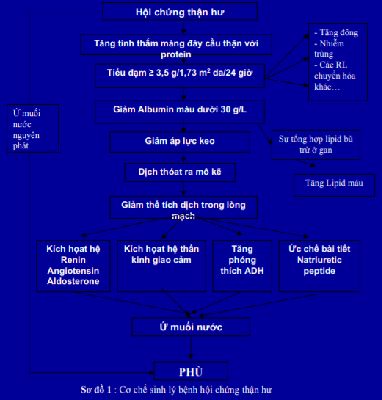 Hội chứng thận hư
Tăng tính thấm màng đáy cầu thận với
protein
- Tăng đông
- Nhiễm
trùng
- Các RL
chuyển hóa
khác...
Tiểu đạm ≥ 3,5 g/1,73 m² da/24 giờ
Giảm Albumin máu dưới 30 g/L
Ứ muối
nước
nguyên
phát
Sự tổng hợp lipid bù
trừ ở gan
Giảm áp lực keo
Dịch thoát ra mô kẽ
Tăng Lipid máu
Giảm thể tích dịch trong lòng
mạch
Kích hoạt hệ
Renin
Angiotensin
Aldosterone
Kích hoạt hệ thần
kinh giao cảm
Tăng
phóng
thích ADH
Ức chế bài tiết
Natriuretic
peptide
Ứ muối nước
PHÙ
Sơ đồ 1 : Cơ chế sinh lý bệnh hội chứng thận hư